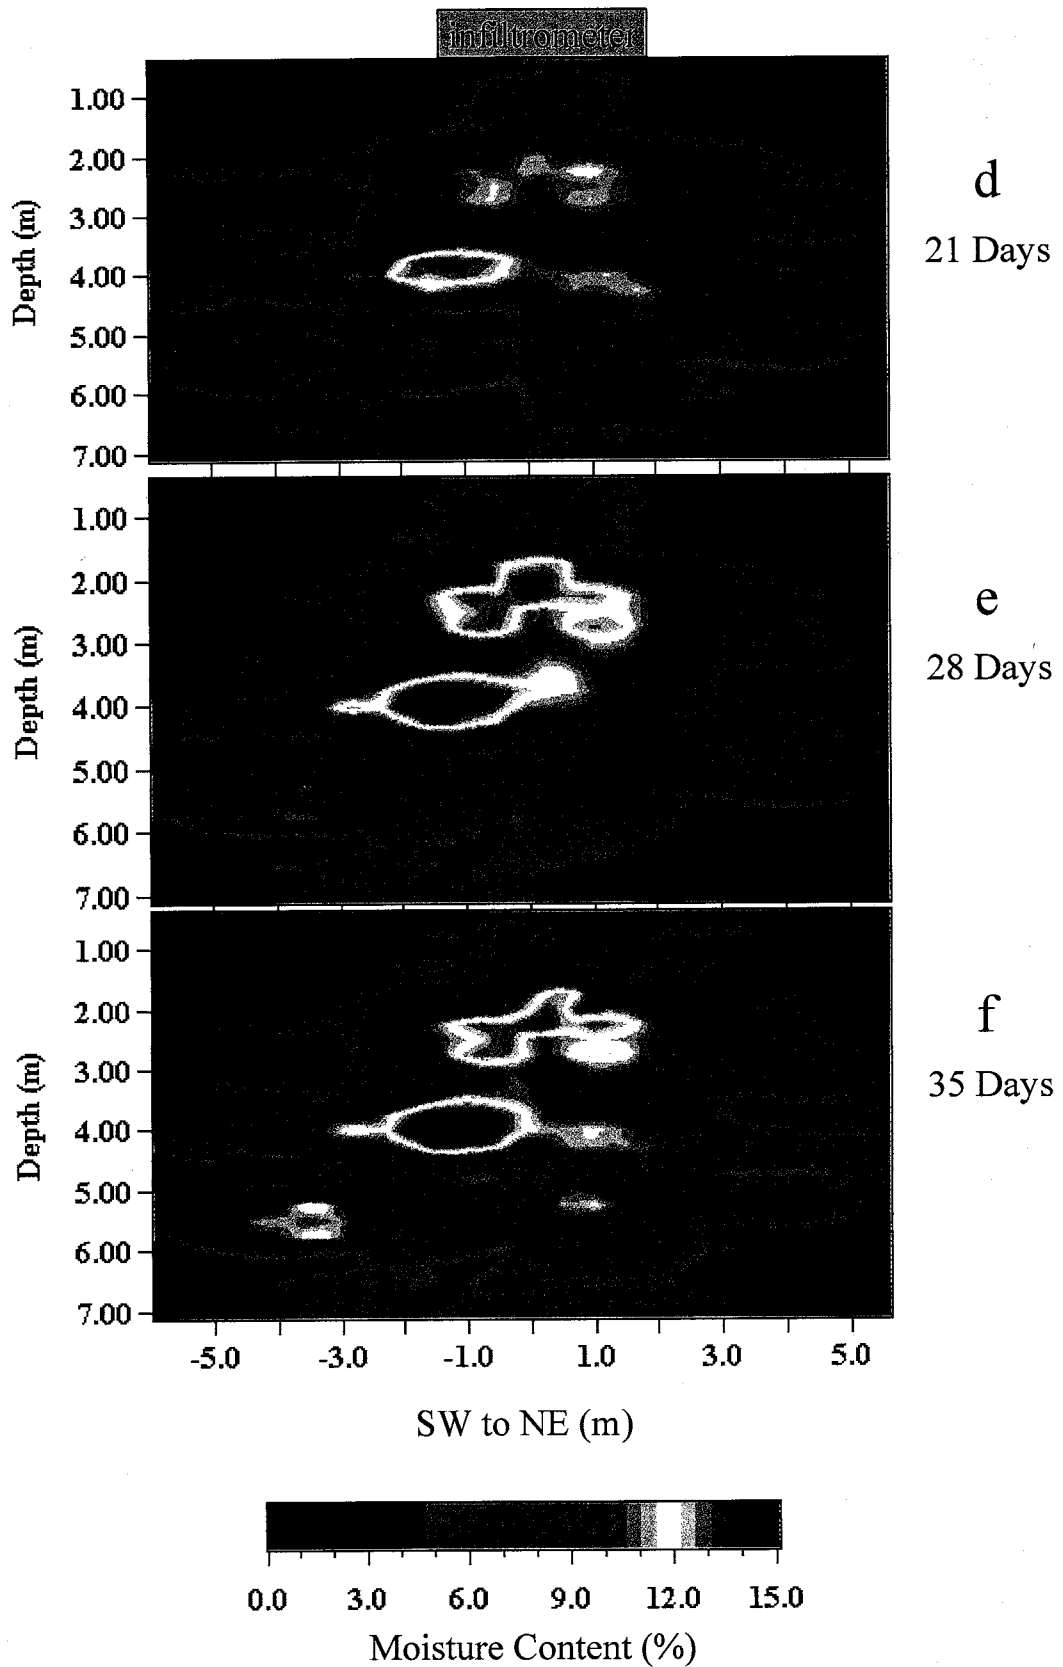 infiltrometer
1.00
2.00
3.00
4.00
5.00
6.00
7.00
Depth (m)
d
21 Days
1.00
2.00
3.00
4.00
5.00
6.00
7.00
Depth (m)
e
28 Days
1.00
2.00
3.00
4.00
5.00
6.00
7.00
Depth (m)
f
35 Days
-5.0 -3.0 -1.0 1.0 3.0 5.0
SW to NE (m)
0.0 3.0 6.0 9.0 12.0 15.0
Moisture Content (%)